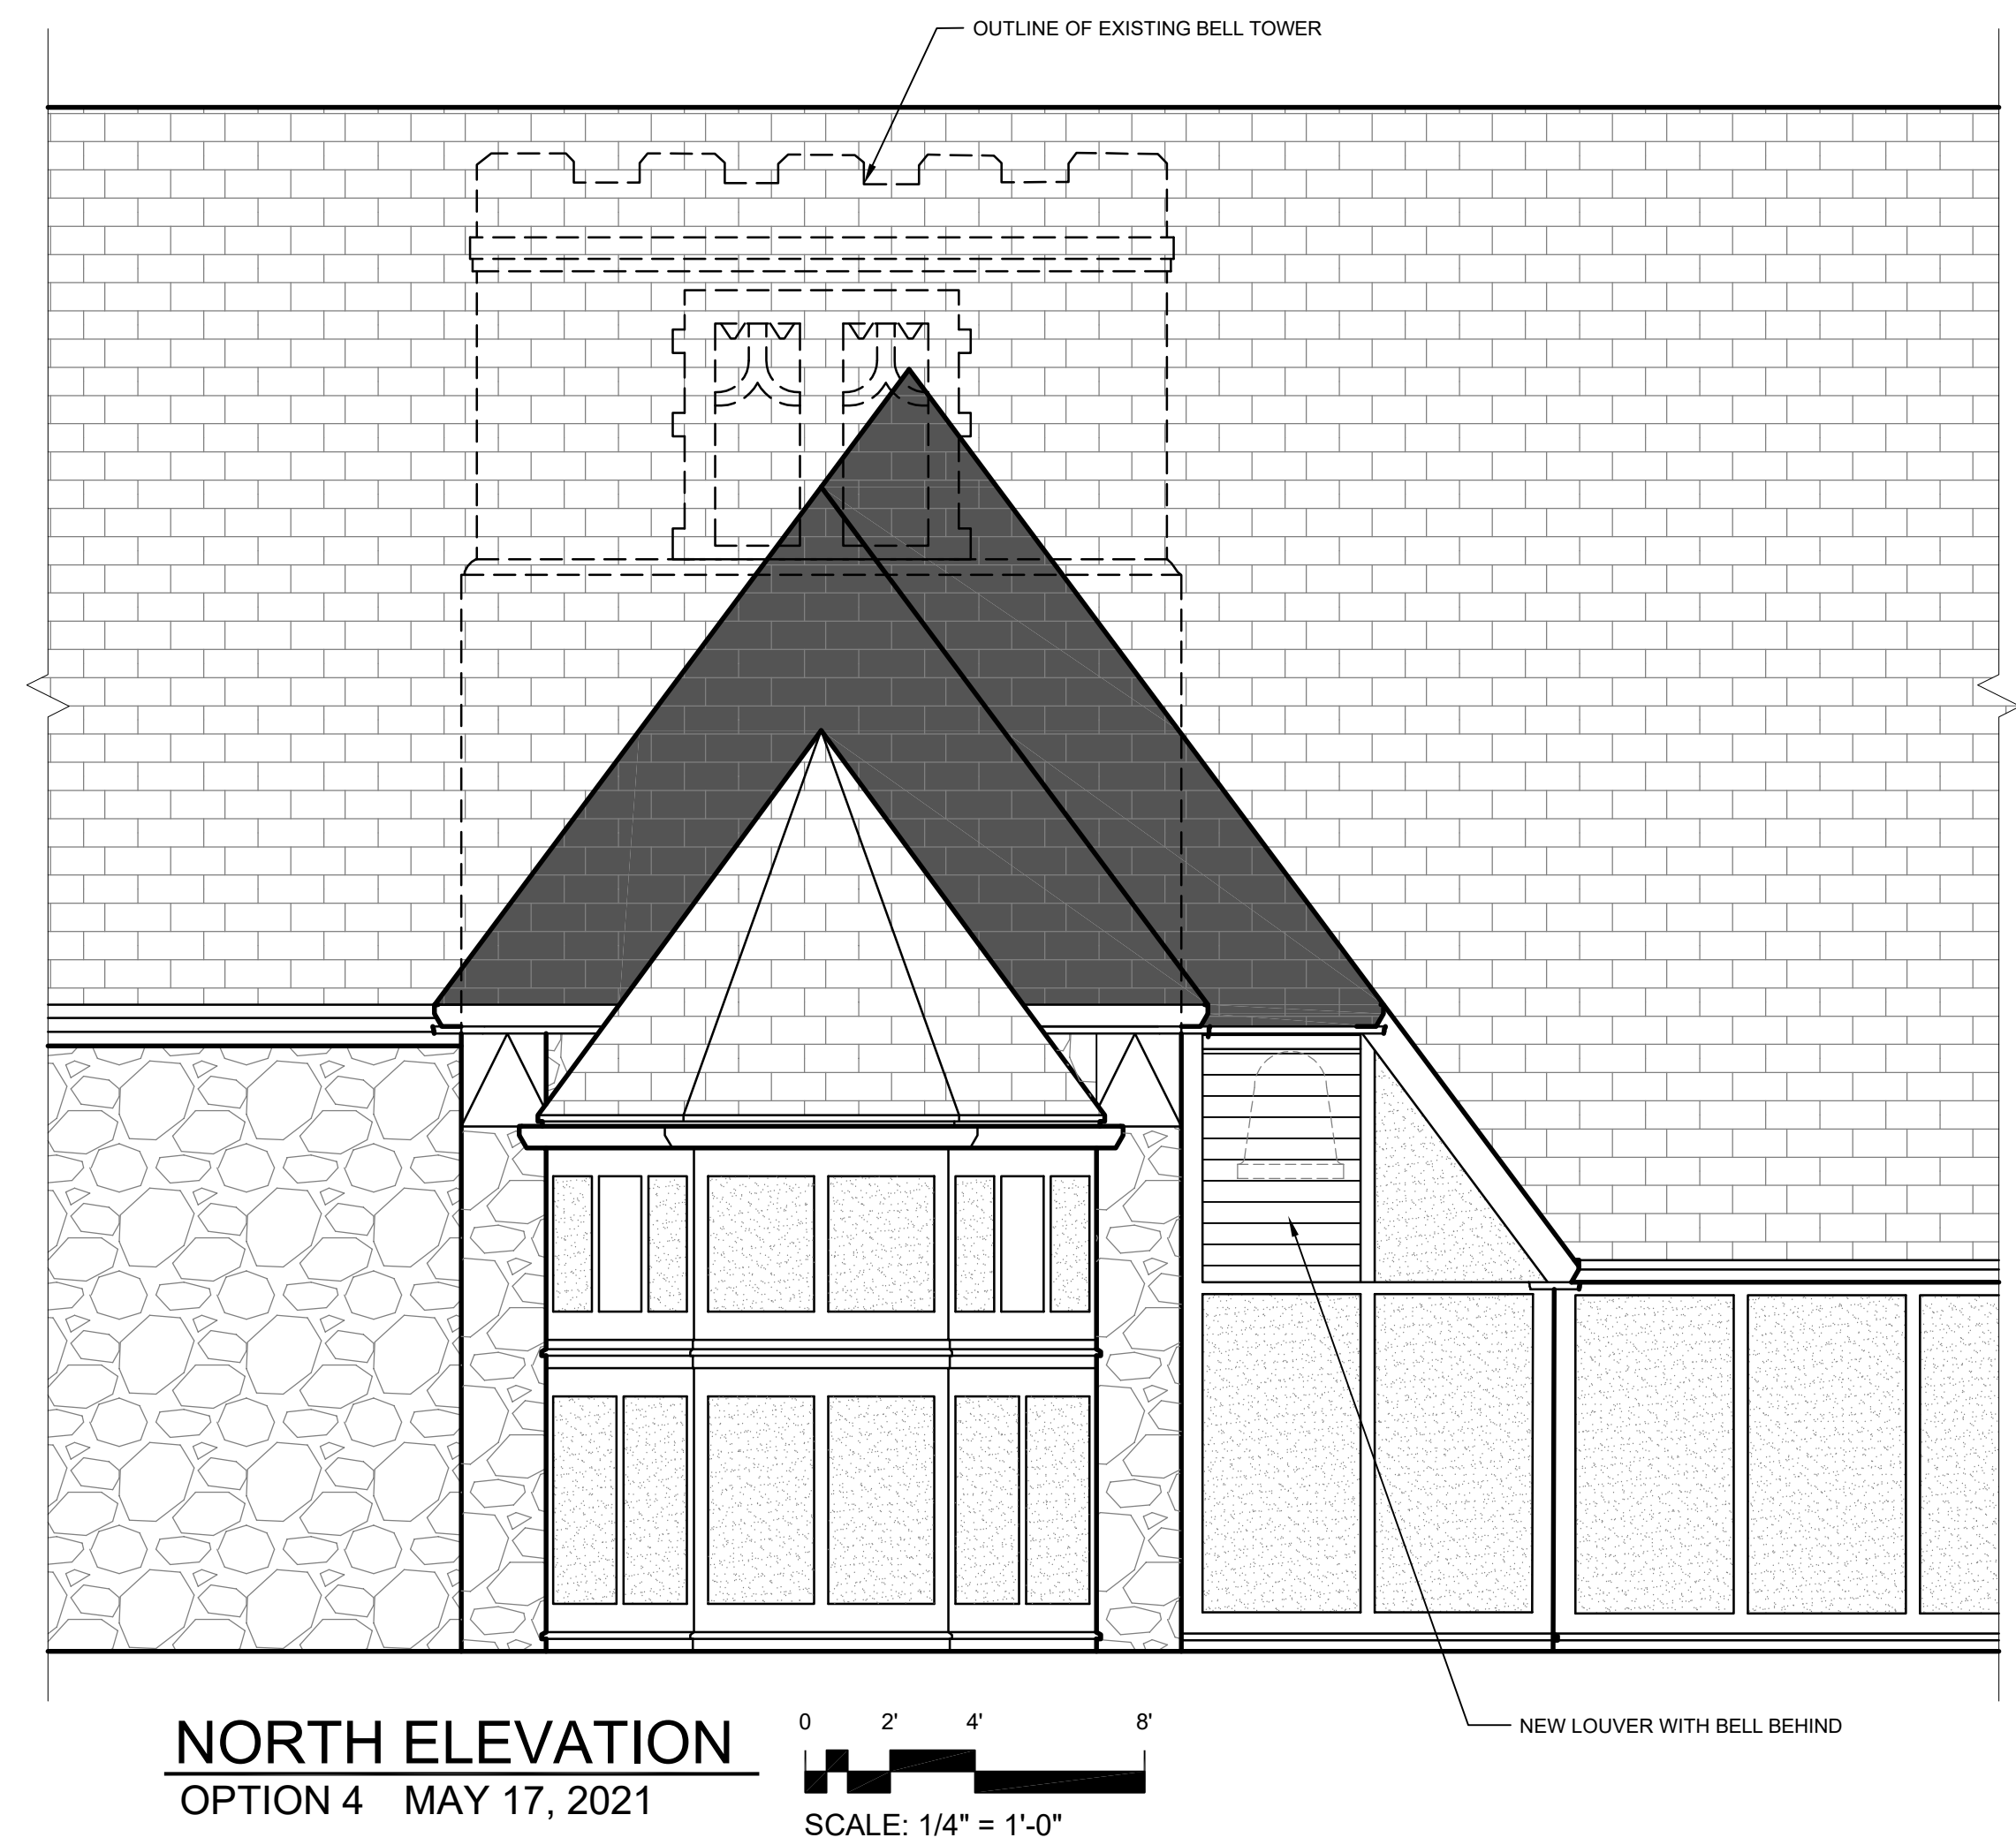 OUTLINE OF EXISTING BELL TOWER
NEW LOUVER WITH BELL BEHIND
NORTH ELEVATION
OPTION 4 MAY 17, 2021
0 2' 4' 8'
SCALE: 1/4" = 1'-0"